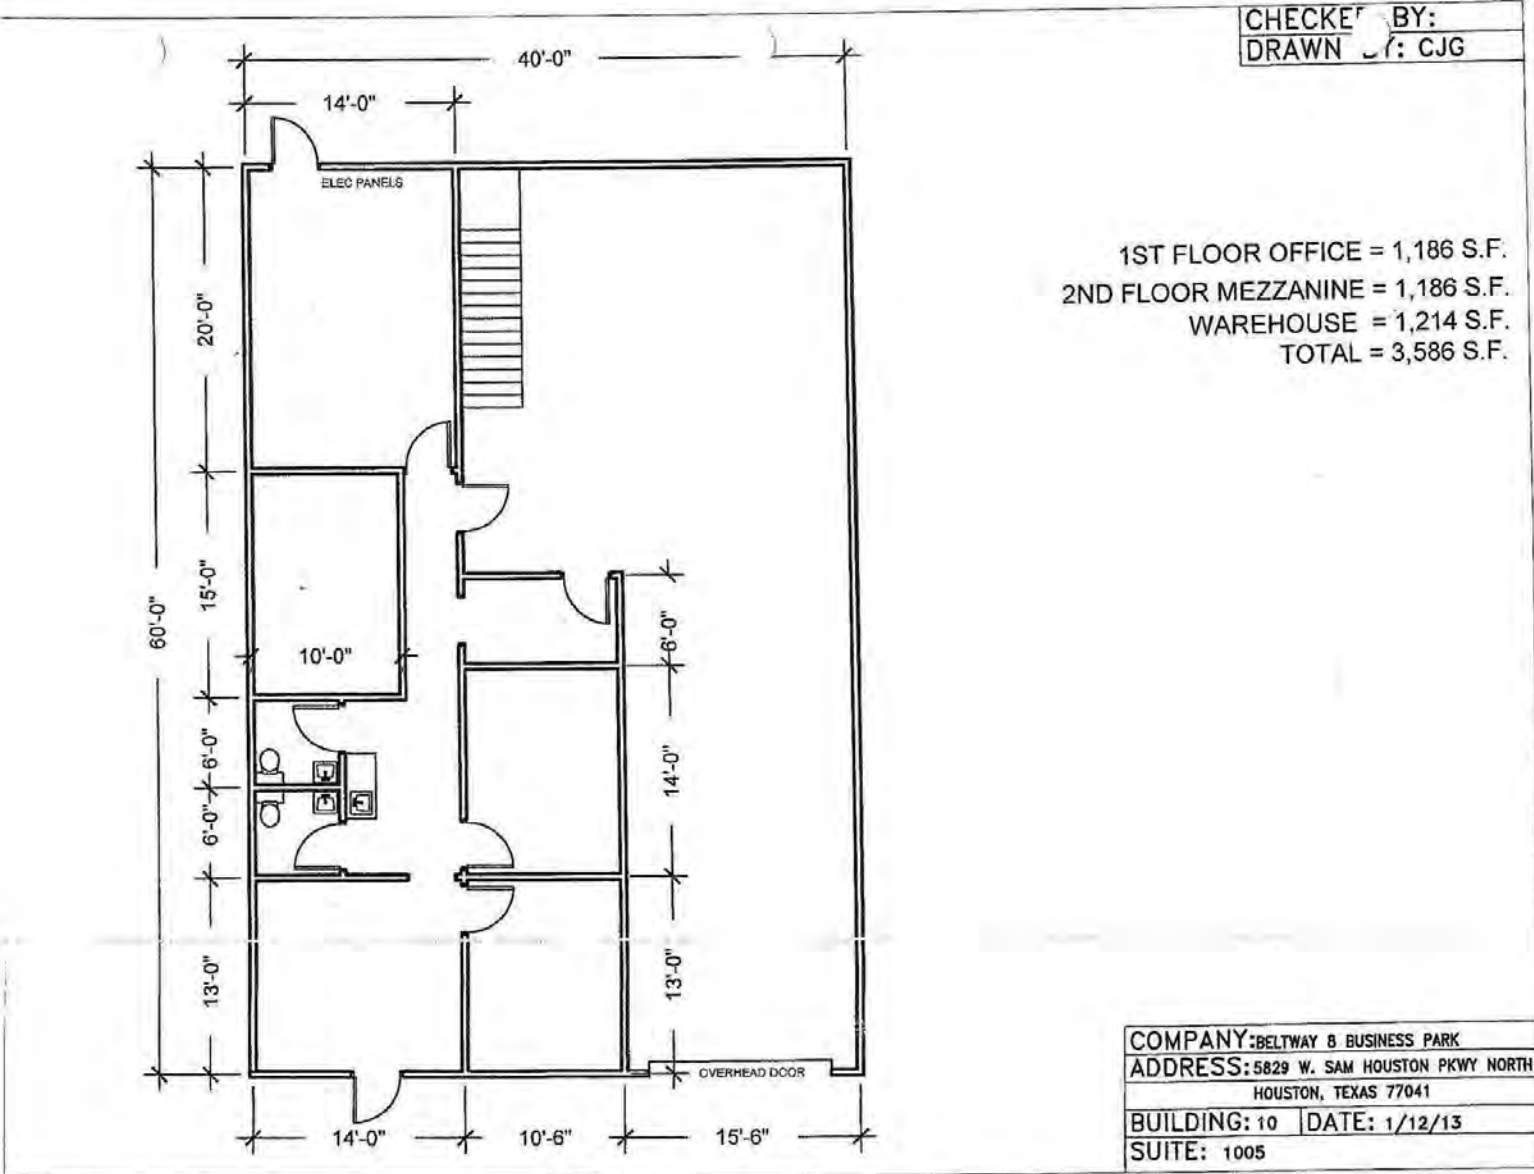 CHECKED BY:
DRAWN BY: CJG
40'-0"
14'-0"
ELEC PANELS
20'-0"
15'-0"
60'-0"
10'-0"
6'-0"
6'-0"
13'-0"
6'-0"
14'-0"
13'-0"
OVERHEAD DOOR
14'-0"
10'-6"
15'-6"
1ST FLOOR OFFICE = 1,186 S.F.
2ND FLOOR MEZZANINE = 1,186 S.F.
WAREHOUSE = 1,214 S.F.
TOTAL = 3,586 S.F.
COMPANY: BELTWAY 8 BUSINESS PARK
ADDRESS: 5829 W. SAM HOUSTON PKWY NORTH
HOUSTON, TEXAS 77041
BUILDING: 10 DATE: 1/12/13
SUITE: 1005